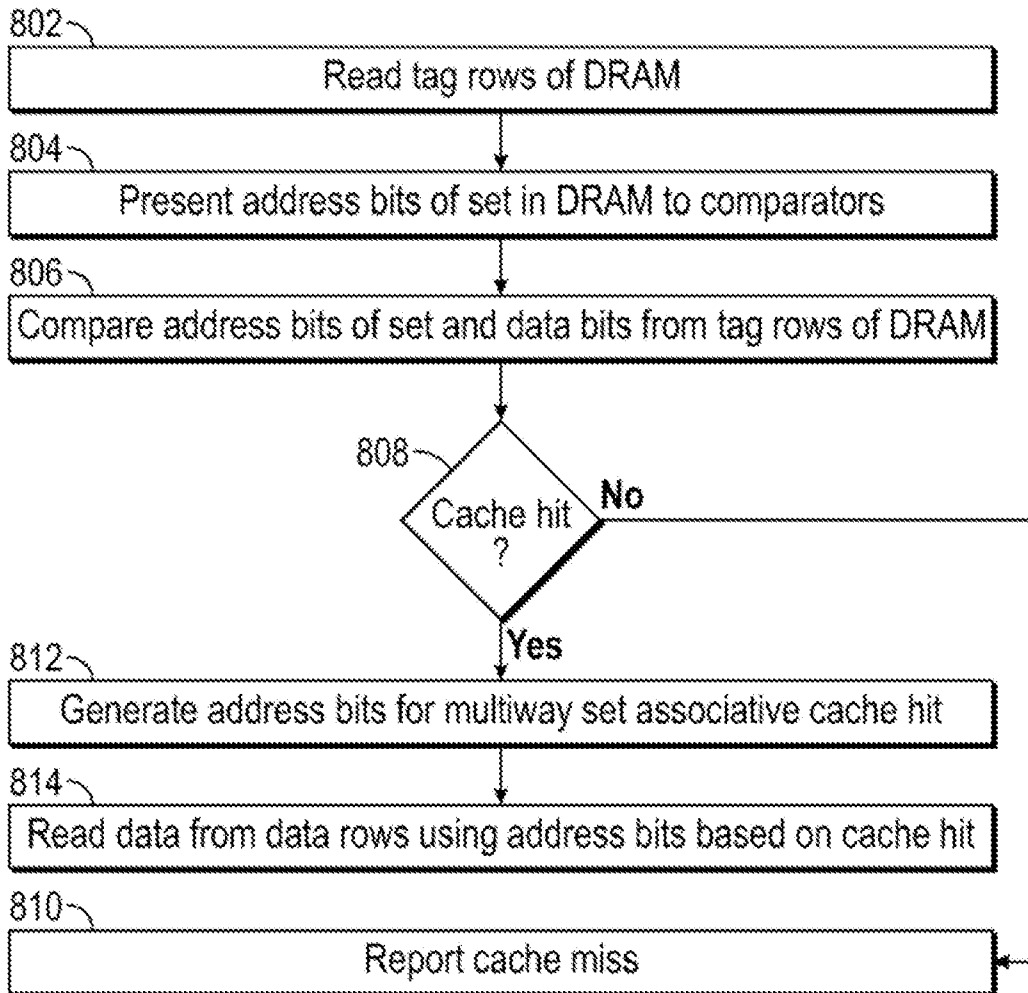 802
Read tag rows of DRAM
804
Present address bits of set in DRAM to comparators
806
Compare address bits of set and data bits from tag rows of DRAM
808
Cache hit
?
No
Yes
812
Generate address bits for multiway set associative cache hit
814
Read data from data rows using address bits based on cache hit
810
Report cache miss